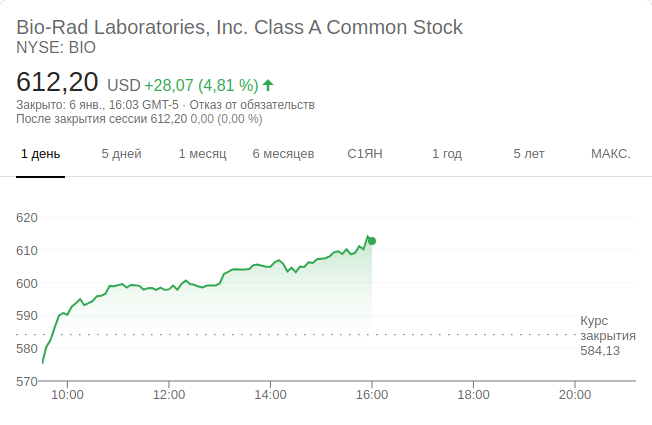 Bio-Rad Laboratories, Inc. Class A Common Stock
NYSE: BIO
612,20 USD +28,07 (4,81 %)
Закрыто: 6 янв., 16:03 GMT-5 · Отказ от обязательств
После закрытия сессии 612,20 0,00 (0,00 %)
1 день 5 дней 1 месяц 6 месяцев С1ЯН 1 год 5 лет МАКС.
620
610
600
590
580
570
Курс
закрытия
584,13
10:00 12:00 14:00 16:00 18:00 20:00